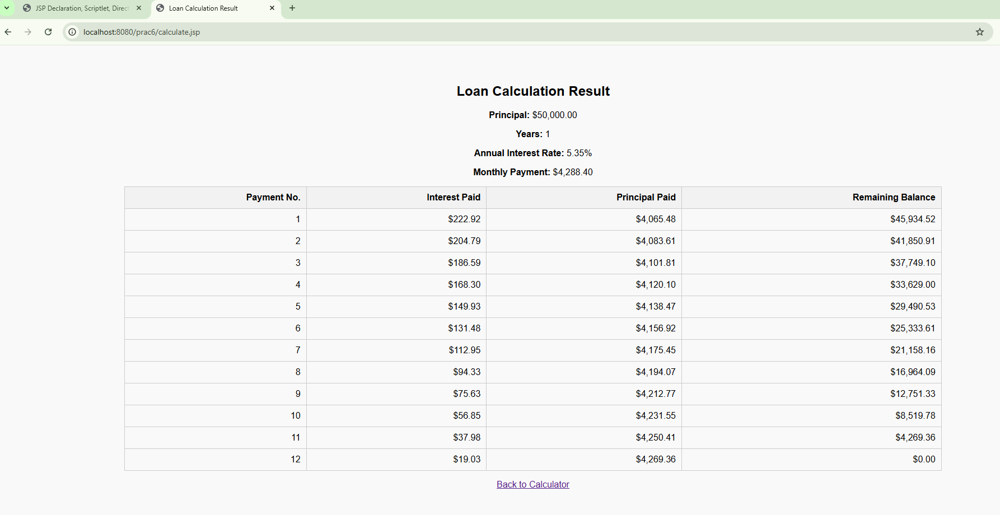 JSP Declaration, Scriptlet, Direct
Loan Calculation Result
localhost:8080/prac6/calculate.jsp
Loan Calculation Result
Principal: $50,000.00
Years: 1
Annual Interest Rate: 5.35%
Monthly Payment: $4,288.40
Payment No. Interest Paid Principal Paid Remaining Balance
1 $222.92 $4,065.48 $45,934.52
2 $204.79 $4,083.61 $41,850.91
3 $186.59 $4,101.81 $37,749.10
4 $168.30 $4,120.10 $33,629.00
5 $149.93 $4,138.47 $29,490.53
6 $131.48 $4,156.92 $25,333.61
7 $112.95 $4,175.45 $21,158.16
8 $94.33 $4,194.07 $16,964.09
9 $75.63 $4,212.77 $12,751.33
10 $56.85 $4,231.55 $8,519.78
11 $37.98 $4,250.41 $4,269.36
12 $19.03 $4,269.36 $0.00
Back to Calculator